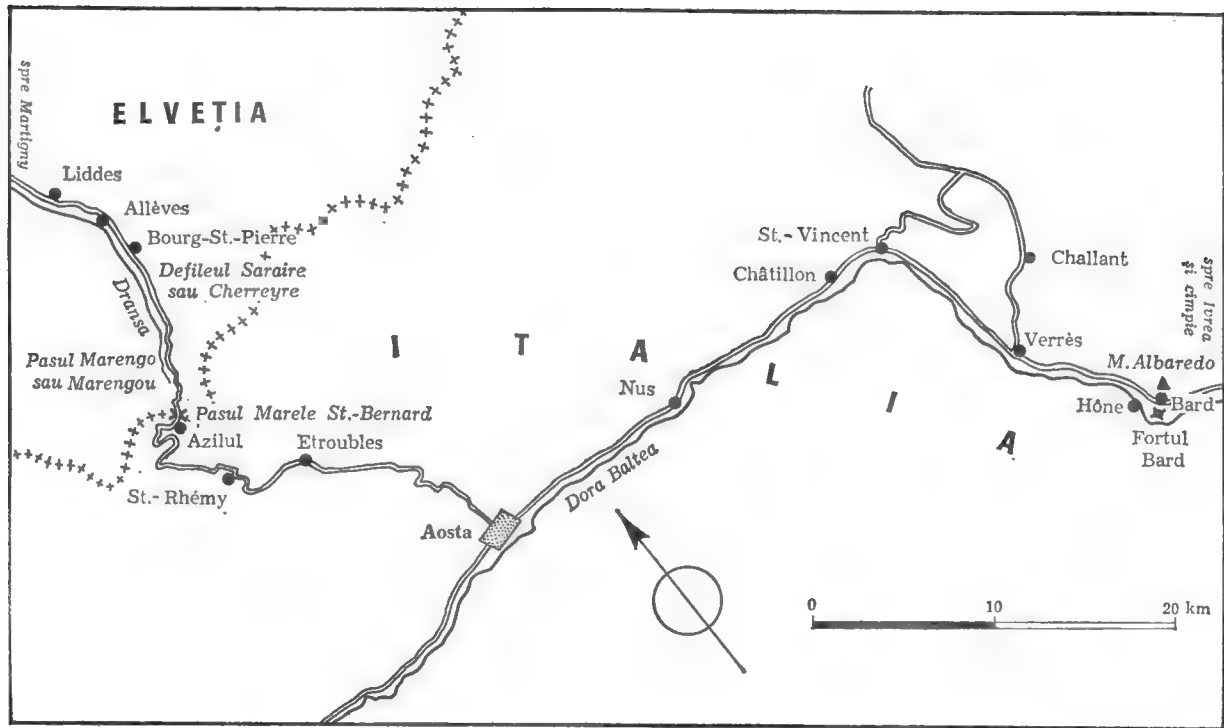 spre Martigny
ELVEȚIA
Liddes
Allèves
Bourg-St.-Pierre
Defileul Saraire
sau Cherreyre
Dransa
Pasul Marengo
sau Marengou
Pasul Marele St.-Bernard
Azilul
Etroubles
St.-Rhémy
Aosta
ITALIA
Nus
Dora Baltea
Châtillon
St.-Vincent
Challant
Verrès
spre Ivrea
și cîmpie
M. Albaredo
Hône
Bard
Fortul
Bard
0 10 20 km